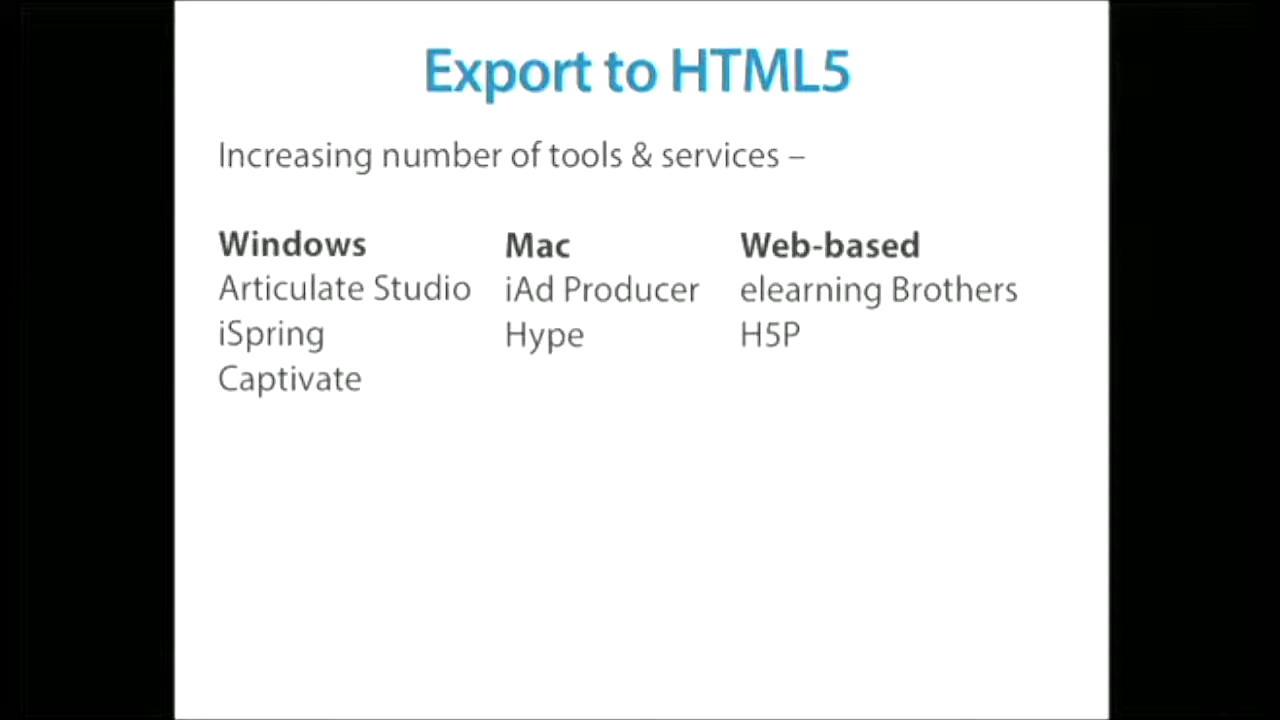 Export to HTML5
Increasing number of tools & services –
Windows
Articulate Studio
iSpring
Captivate
Mac
iAd Producer
Hype
Web-based
elearning Brothers
H5P